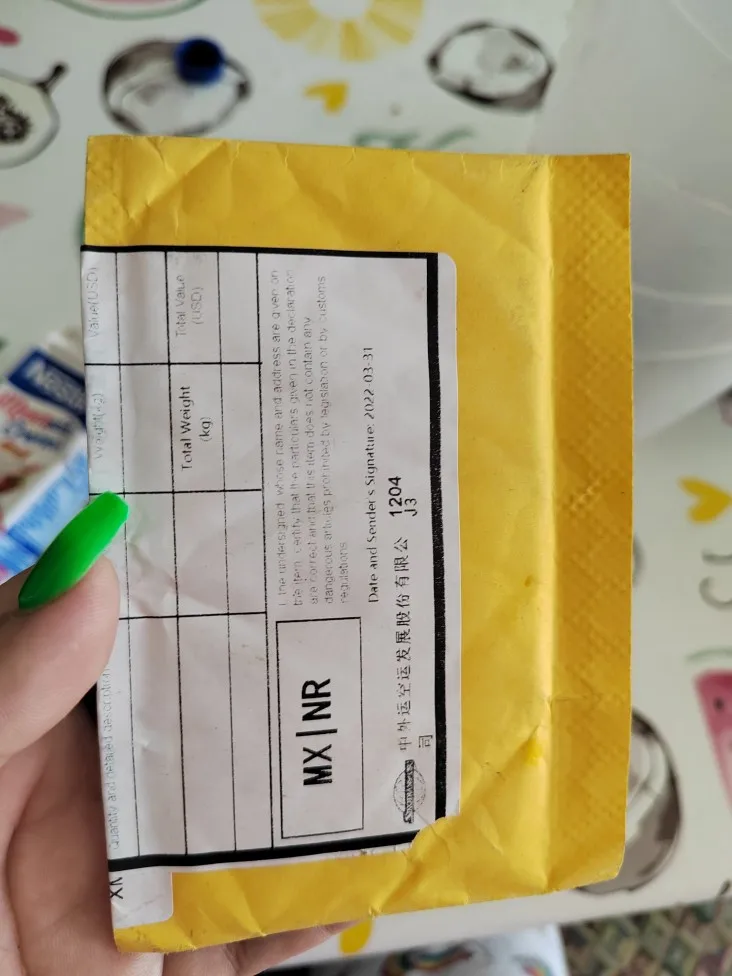 Quantity and detailed description
Weight(kg)
Value(USD)
Total Weight
(kg)
Total Value
(USD)
I, the undersigned, whose name and address are given on
the item, certify that the particulars given in the declaration
are correct and that this item does not contain any
dangerous articles prohibited by legislation or by customs
regulations
Date and Sender's Signature: 2022-03-31
MX|NR
1204
J3
中外运空运发展股份有限公
司
SINOTRANS AIR
NESTLÉ